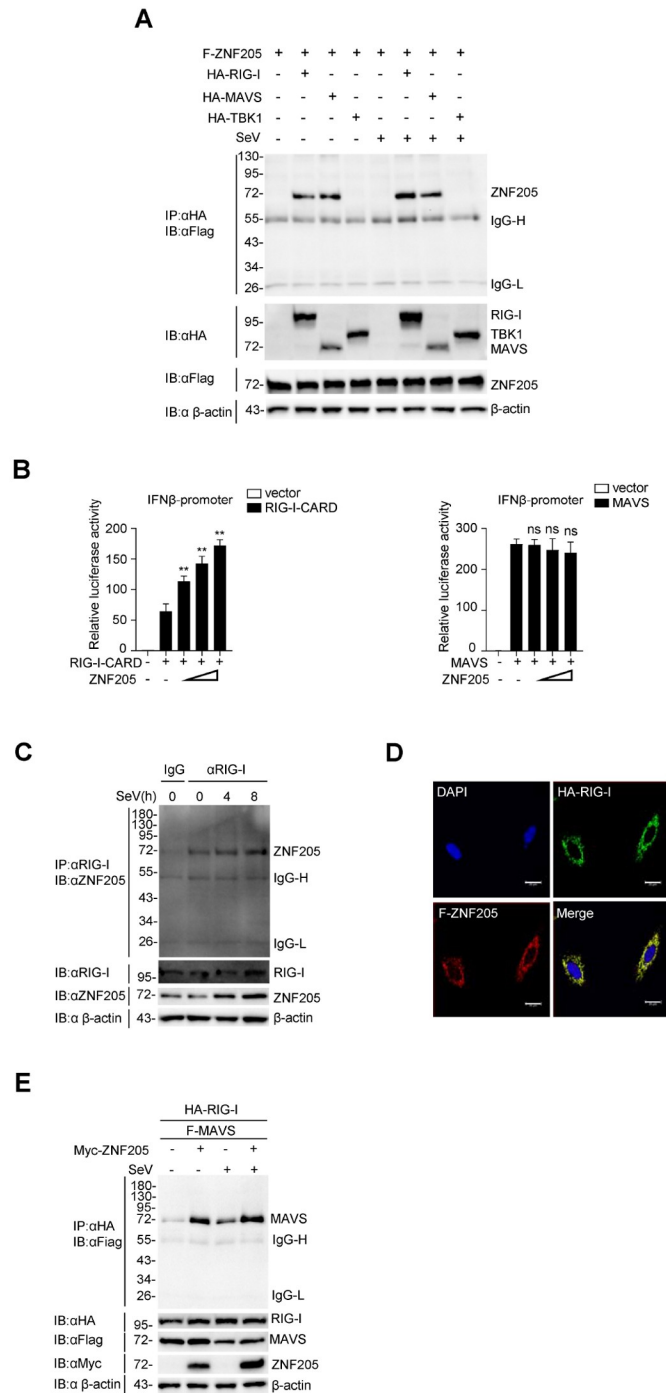 A
F-ZNF205 + + + + + + + +
HA-RIG-I - + - - - + - -
HA-MAVS - - + - - - + -
HA-TBK1 - - - + - - - +
SeV - - - - + + + +
130-
95-
72- ZNF205
IP:αHA
IB:αFlag
55- IgG-H
43-
34-
26- IgG-L
95- RIG-I
IB:αHA TBK1
72- MAVS
IB:αFlag 72- ZNF205
IB:α β-actin 43- β-actin
B
IFNβ-promoter
vector
RIG-I-CARD
Relative luciferase activity
200
150
100
50
0
** ** **
RIG-I-CARD - + + + +
ZNF205 - -
IFNβ-promoter
vector
MAVS
Relative luciferase activity
300
200
100
0
ns ns ns
MAVS - + + + +
ZNF205 - -
C
IgG αRIG-I
SeV(h) 0 0 4 8
180-
130-
95-
72- ZNF205
IP:αRIG-I
IB:αZNF205
55- IgG-H
43-
34-
26- IgG-L
IB:αRIG-I 95- RIG-I
IB:αZNF205 72- ZNF205
IB:α β-actin 43- β-actin
D
DAPI HA-RIG-I
F-ZNF205 Merge
E
HA-RIG-I
F-MAVS
Myc-ZNF205 - + - +
SeV - - + +
180-
130-
95-
72- MAVS
IP:αHA
IB:αFiag
55- IgG-H
43-
34-
26- IgG-L
IB:αHA 95- RIG-I
IB:αFlag 72- MAVS
IB:αMyc 72- ZNF205
IB:α β-actin 43- β-actin